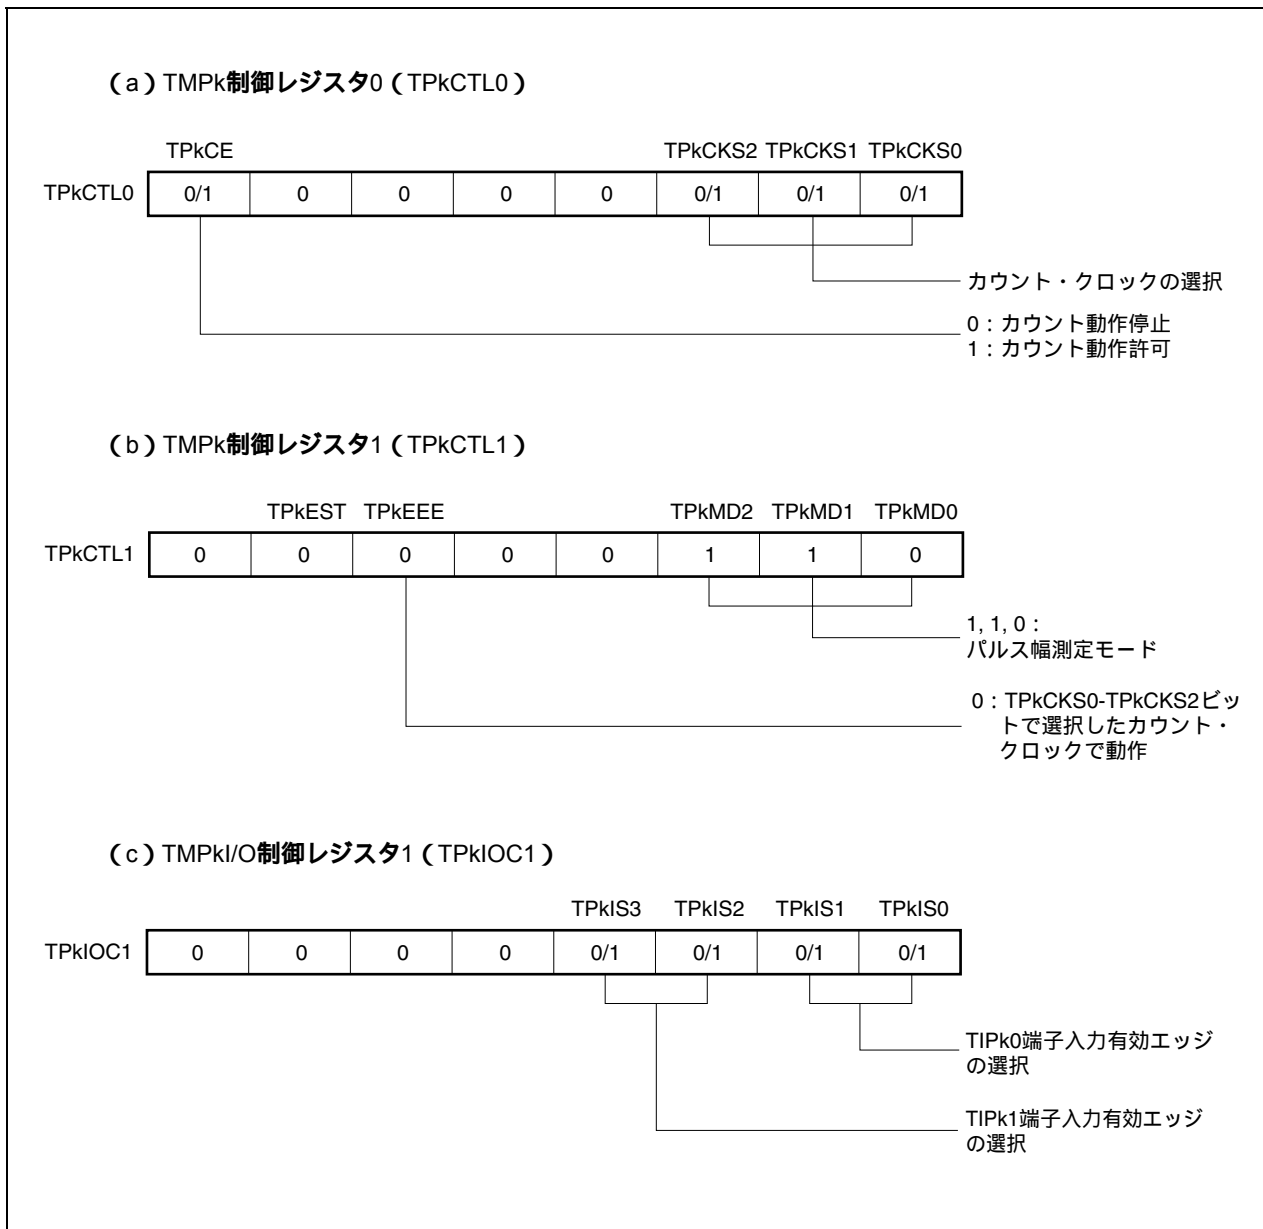 （a）TMPk制御レジスタ0（TPkCTL0）
TPkCE TPkCKS2 TPkCKS1 TPkCKS0
TPkCTL0 0/1 0 0 0 0 0/1 0/1 0/1
カウント・クロックの選択
0：カウント動作停止
1：カウント動作許可
（b）TMPk制御レジスタ1（TPkCTL1）
TPkEST TPkEEE TPkMD2 TPkMD1 TPkMD0
TPkCTL1 0 0 0 0 0 1 1 0
1, 1, 0：
パルス幅測定モード
0：TPkCKS0-TPkCKS2ビッ
トで選択したカウント・
クロックで動作
（c）TMPkI/O制御レジスタ1（TPkIOC1）
TPkIS3 TPkIS2 TPkIS1 TPkIS0
TPkIOC1 0 0 0 0 0/1 0/1 0/1 0/1
TIPk0端子入力有効エッジ
の選択
TIPk1端子入力有効エッジ
の選択